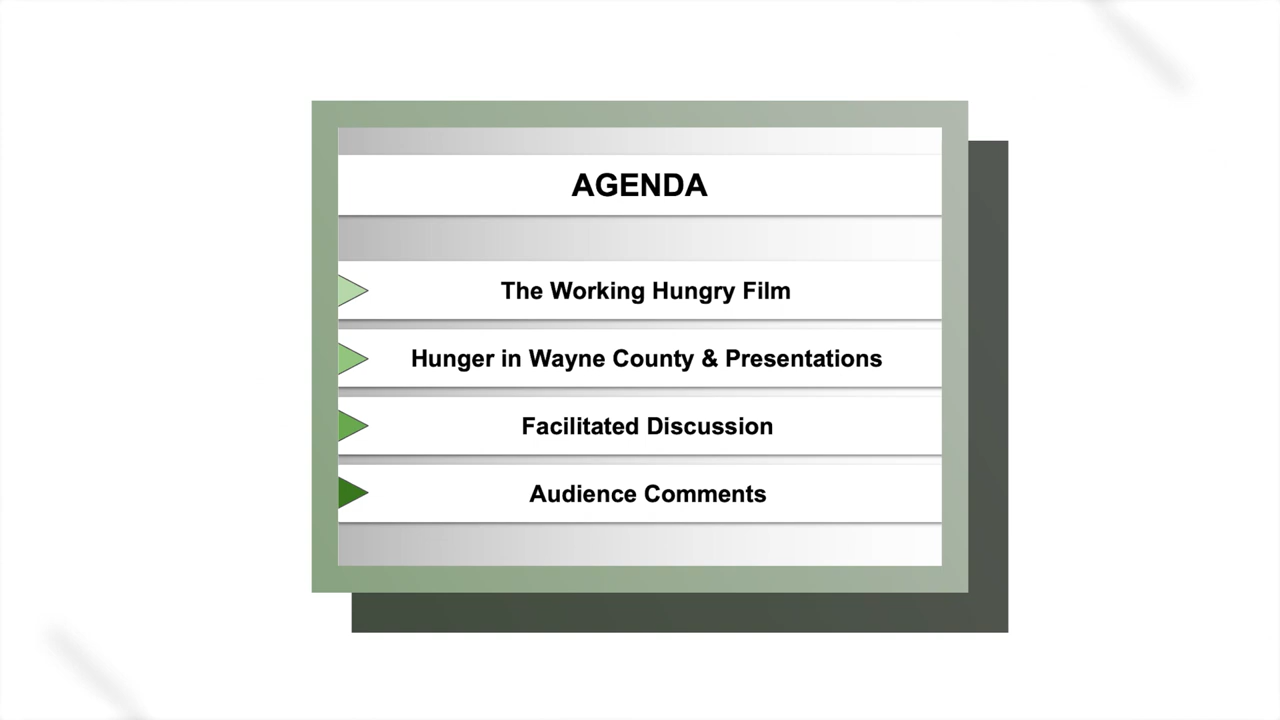 AGENDA
The Working Hungry Film
Hunger in Wayne County & Presentations
Facilitated Discussion
Audience Comments